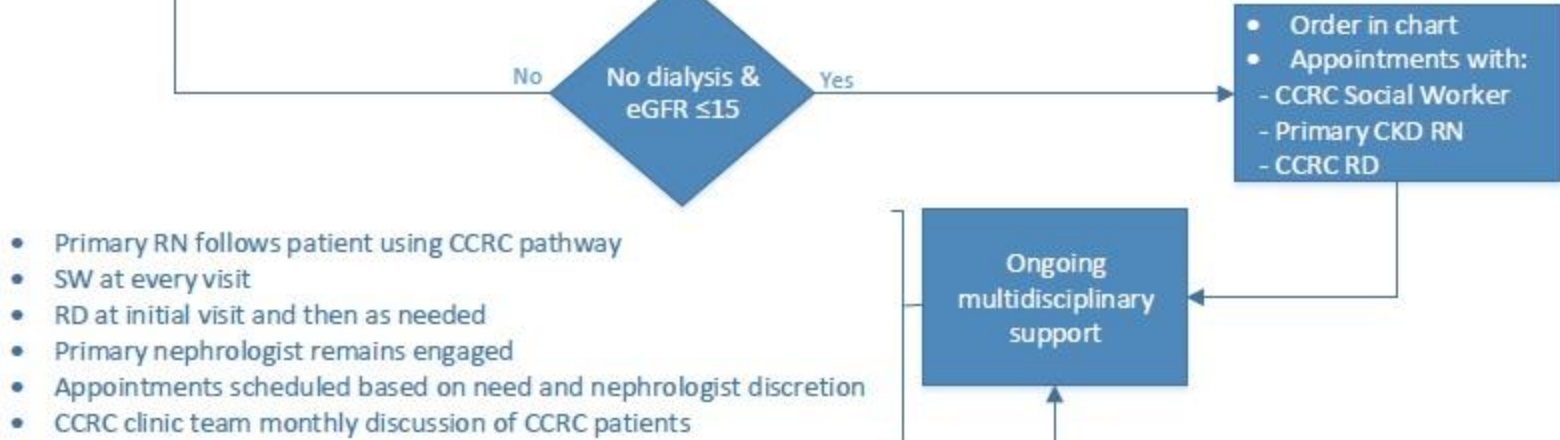 No
No dialysis &
eGFR ≤15
Yes
• Order in chart
• Appointments with:
- CCRC Social Worker
- Primary CKD RN
- CCRC RD
• Primary RN follows patient using CCRC pathway
• SW at every visit
• RD at initial visit and then as needed
• Primary nephrologist remains engaged
• Appointments scheduled based on need and nephrologist discretion
• CCRC clinic team monthly discussion of CCRC patients
Ongoing
multidisciplinary
support